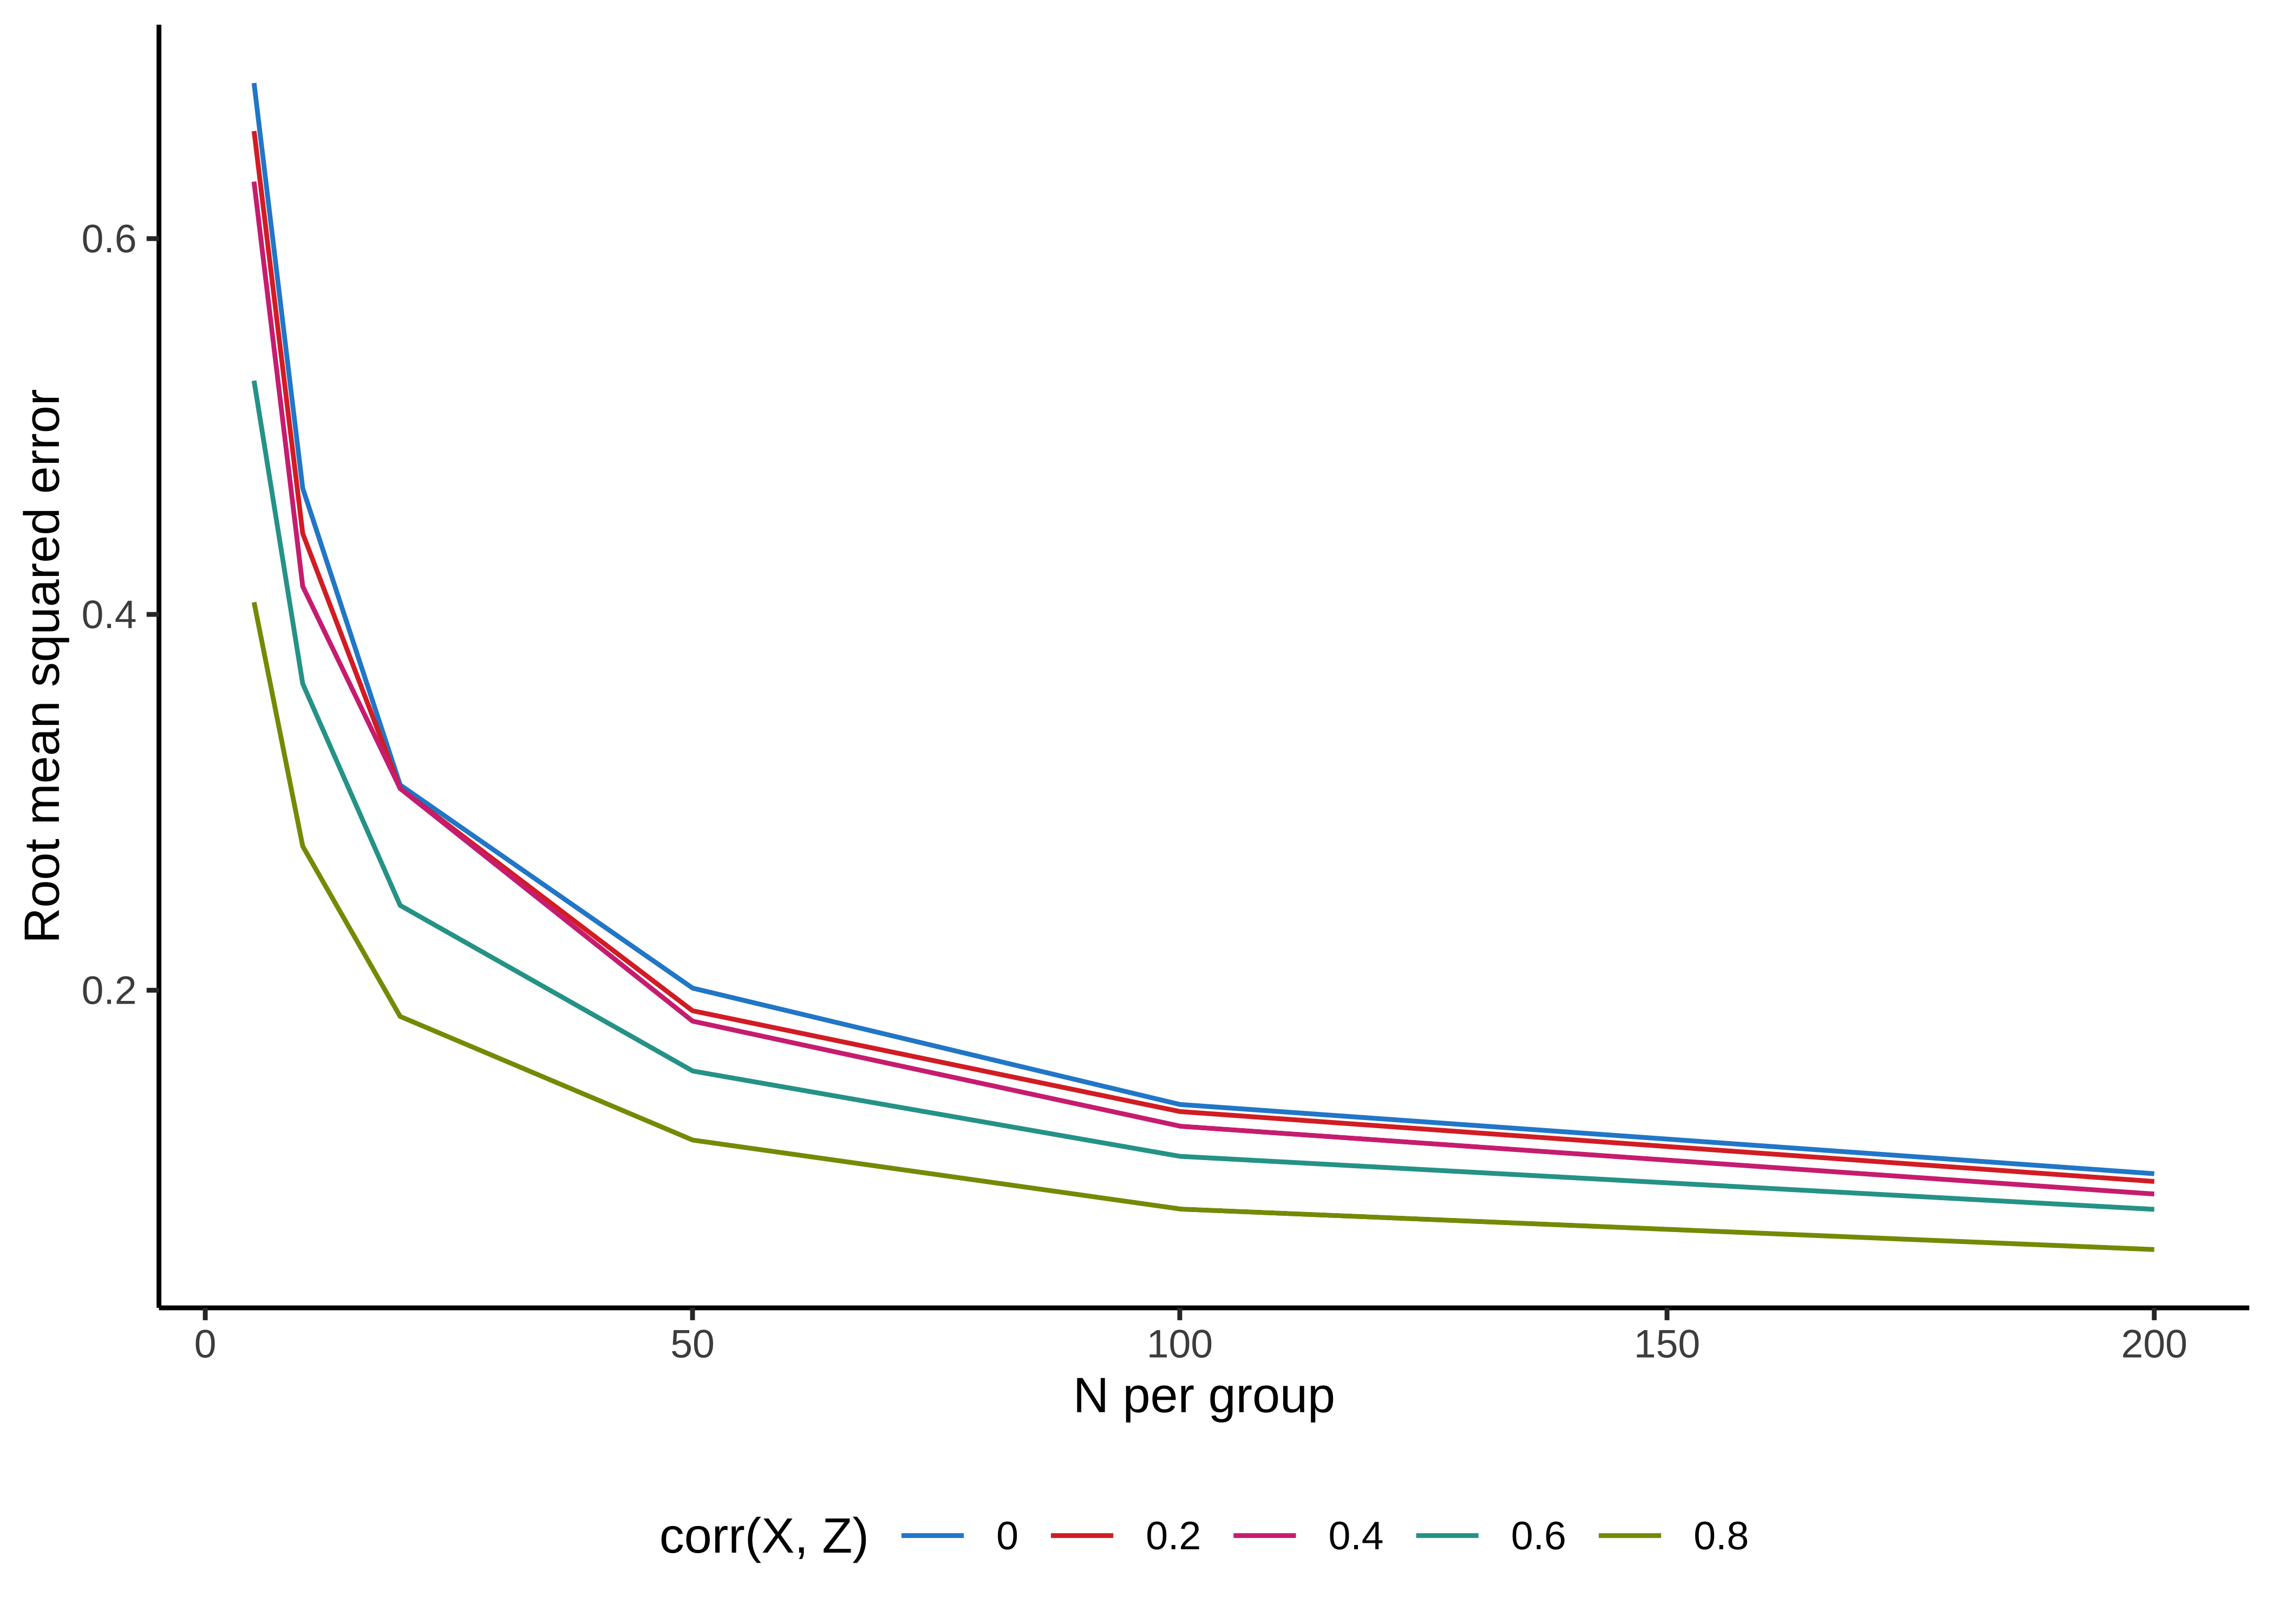 Root mean squared error
0.6
0.4
0.2
0 50 100 150 200
N per group
corr(X, Z) 0 0.2 0.4 0.6 0.8